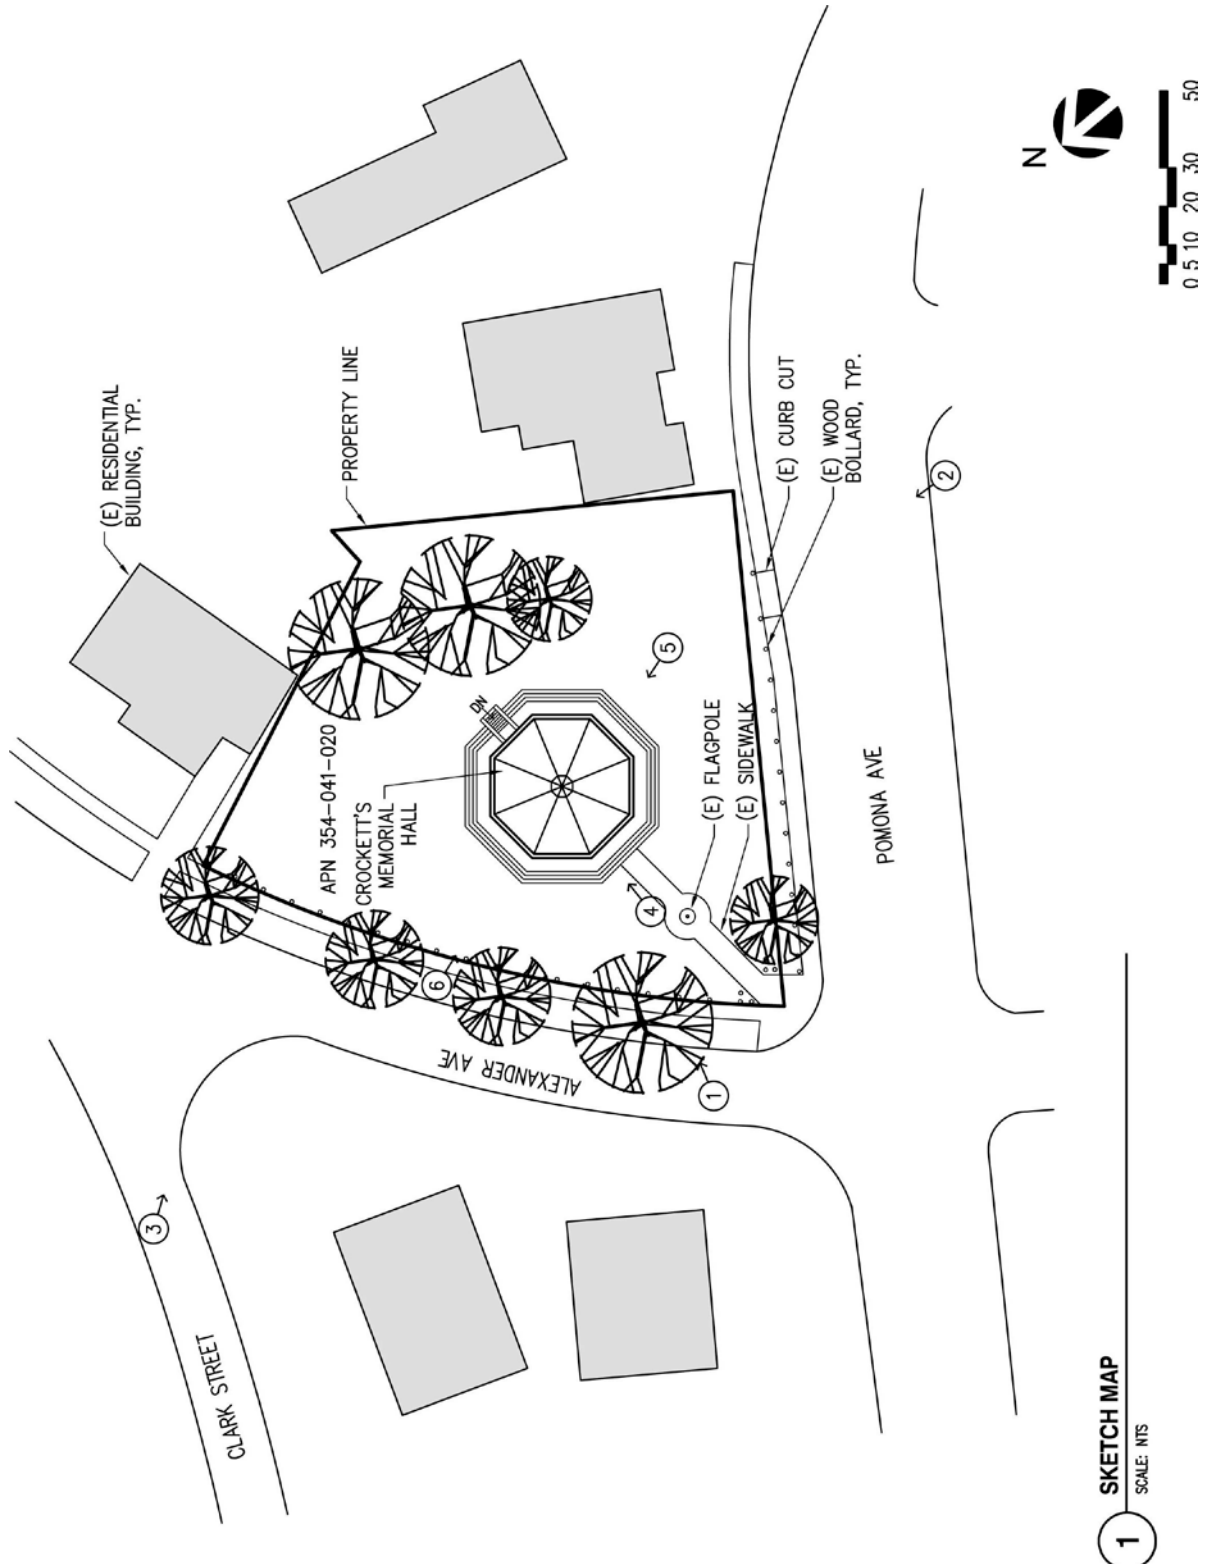 (E) RESIDENTIAL
BUILDING, TYP.
PROPERTY LINE
APN 354-041-020
CROCKETT'S
MEMORIAL
HALL
DN
(E) FLAGPOLE
(E) SIDEWALK
(E) CURB CUT
(E) WOOD
BOLLARD, TYP.
CLARK STREET
ALEXANDER AVE
POMONA AVE
1
2
3
4
5
6
N
0 5 10 20 30 50
1
SKETCH MAP
SCALE: NTS